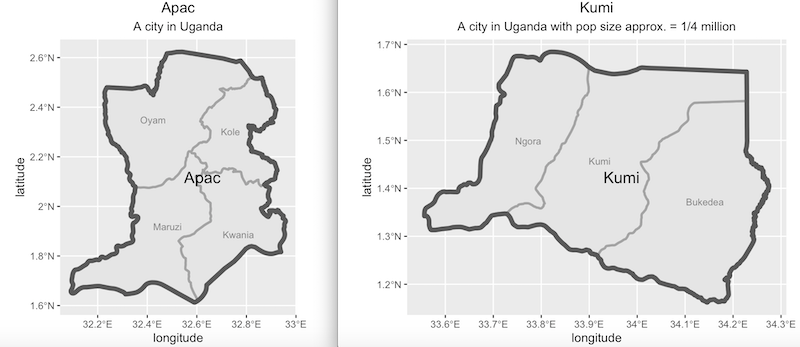 Apac
A city in Uganda
2.6°N
2.4°N
2.2°N
2°N
1.8°N
1.6°N
latitude
Oyam
Kole
Apac
Maruzi
Kwania
32.2°E 32.4°E 32.6°E 32.8°E 33°E
longitude
Kumi
A city in Uganda with pop size approx. = 1/4 million
1.7°N
1.6°N
1.5°N
1.4°N
1.3°N
1.2°N
latitude
Ngora
Kumi
Kumi
Bukedea
33.6°E 33.7°E 33.8°E 33.9°E 34°E 34.1°E 34.2°E 34.3°E
longitude